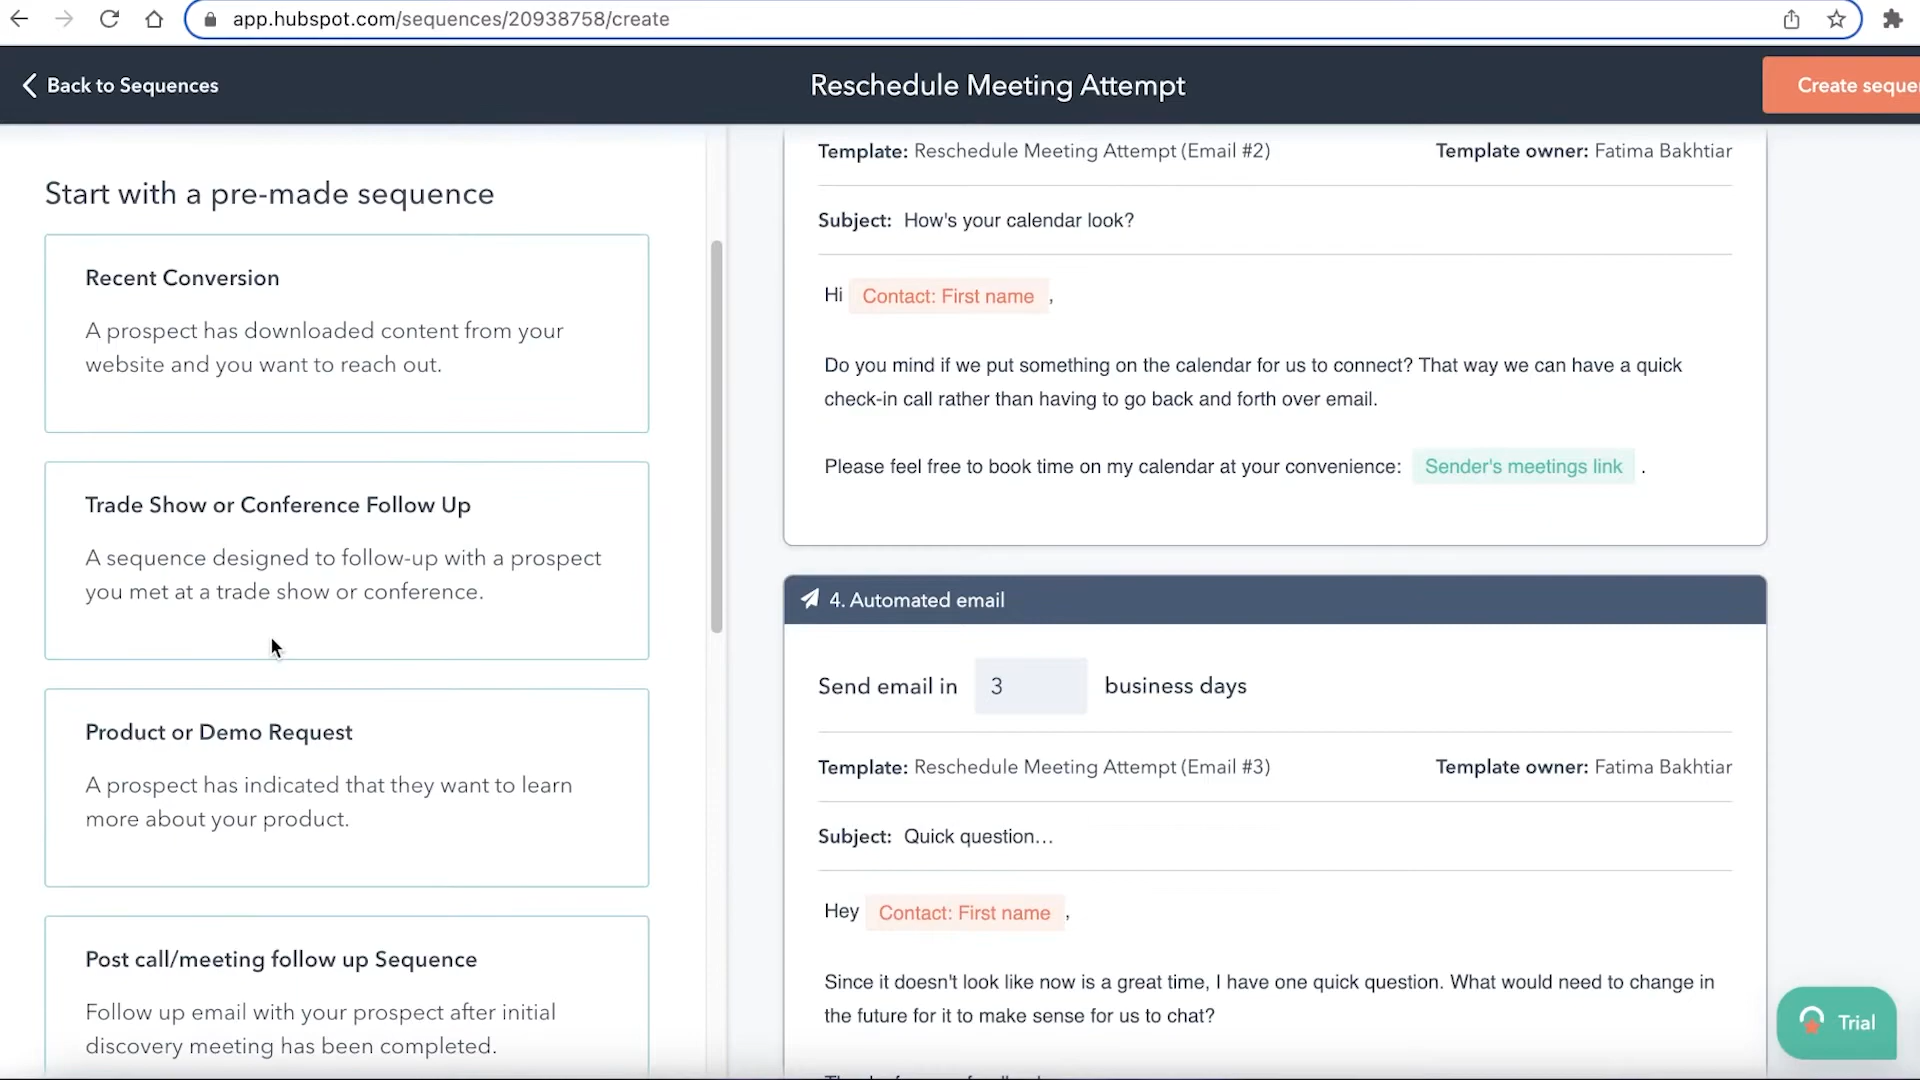 app.hubspot.com/sequences/20938758/create
Back to Sequences
Reschedule Meeting Attempt
Create seque
Start with a pre-made sequence
Recent Conversion
A prospect has downloaded content from your
website and you want to reach out.
Trade Show or Conference Follow Up
A sequence designed to follow-up with a prospect
you met at a trade show or conference.
Product or Demo Request
A prospect has indicated that they want to learn
more about your product.
Post call/meeting follow up Sequence
Follow up email with your prospect after initial
discovery meeting has been completed.
Template: Reschedule Meeting Attempt (Email #2) Template owner: Fatima Bakhtiar
Subject: How's your calendar look?
Hi Contact: First name ,
Do you mind if we put something on the calendar for us to connect? That way we can have a quick
check-in call rather than having to go back and forth over email.
Please feel free to book time on my calendar at your convenience: Sender's meetings link .
4. Automated email
Send email in 3 business days
Template: Reschedule Meeting Attempt (Email #3) Template owner: Fatima Bakhtiar
Subject: Quick question…
Hey Contact: First name ,
Since it doesn't look like now is a great time, I have one quick question. What would need to change in
the future for it to make sense for us to chat?
Trial